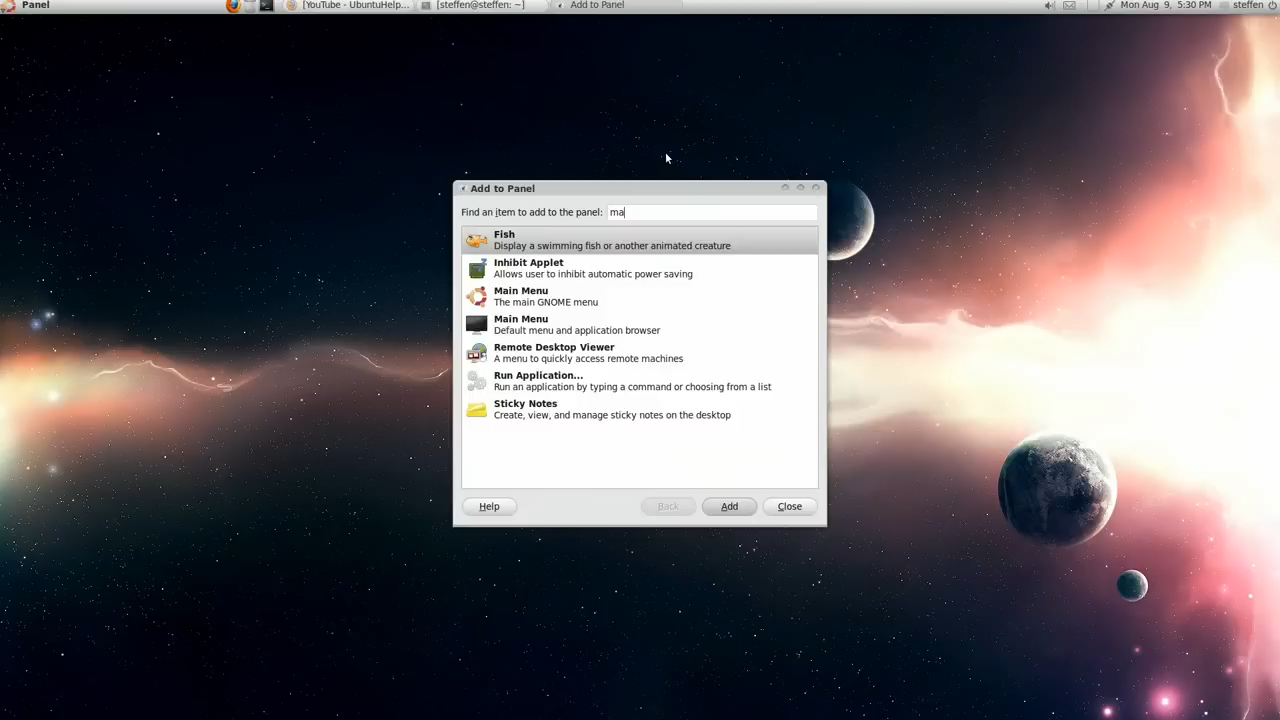 Panel [YouTube - UbuntuHelp... [steffen@steffen: ~] Add to Panel Mon Aug 9, 5:30 PM steffen
Add to Panel
Find an item to add to the panel: ma
Fish
Display a swimming fish or another animated creature
Inhibit Applet
Allows user to inhibit automatic power saving
Main Menu
The main GNOME menu
Main Menu
Default menu and application browser
Remote Desktop Viewer
A menu to quickly access remote machines
Run Application...
Run an application by typing a command or choosing from a list
Sticky Notes
Create, view, and manage sticky notes on the desktop
Help Back Add Close